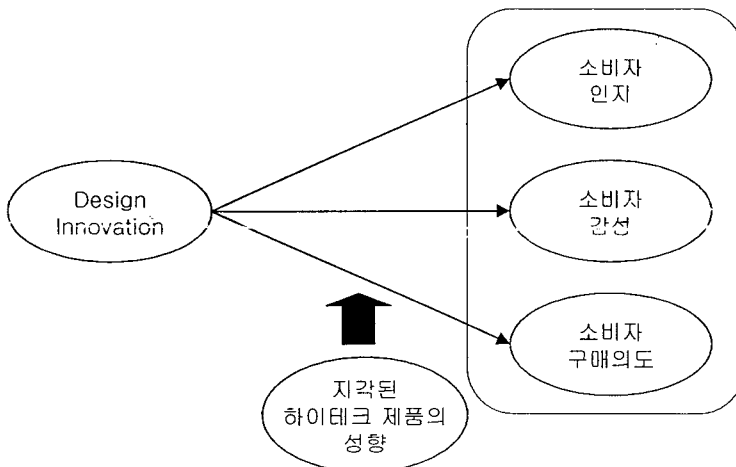 소비자
인지
Design
Innovation
소비자
감성
소비자
구매의도
지각된
하이테크 제품의
성향